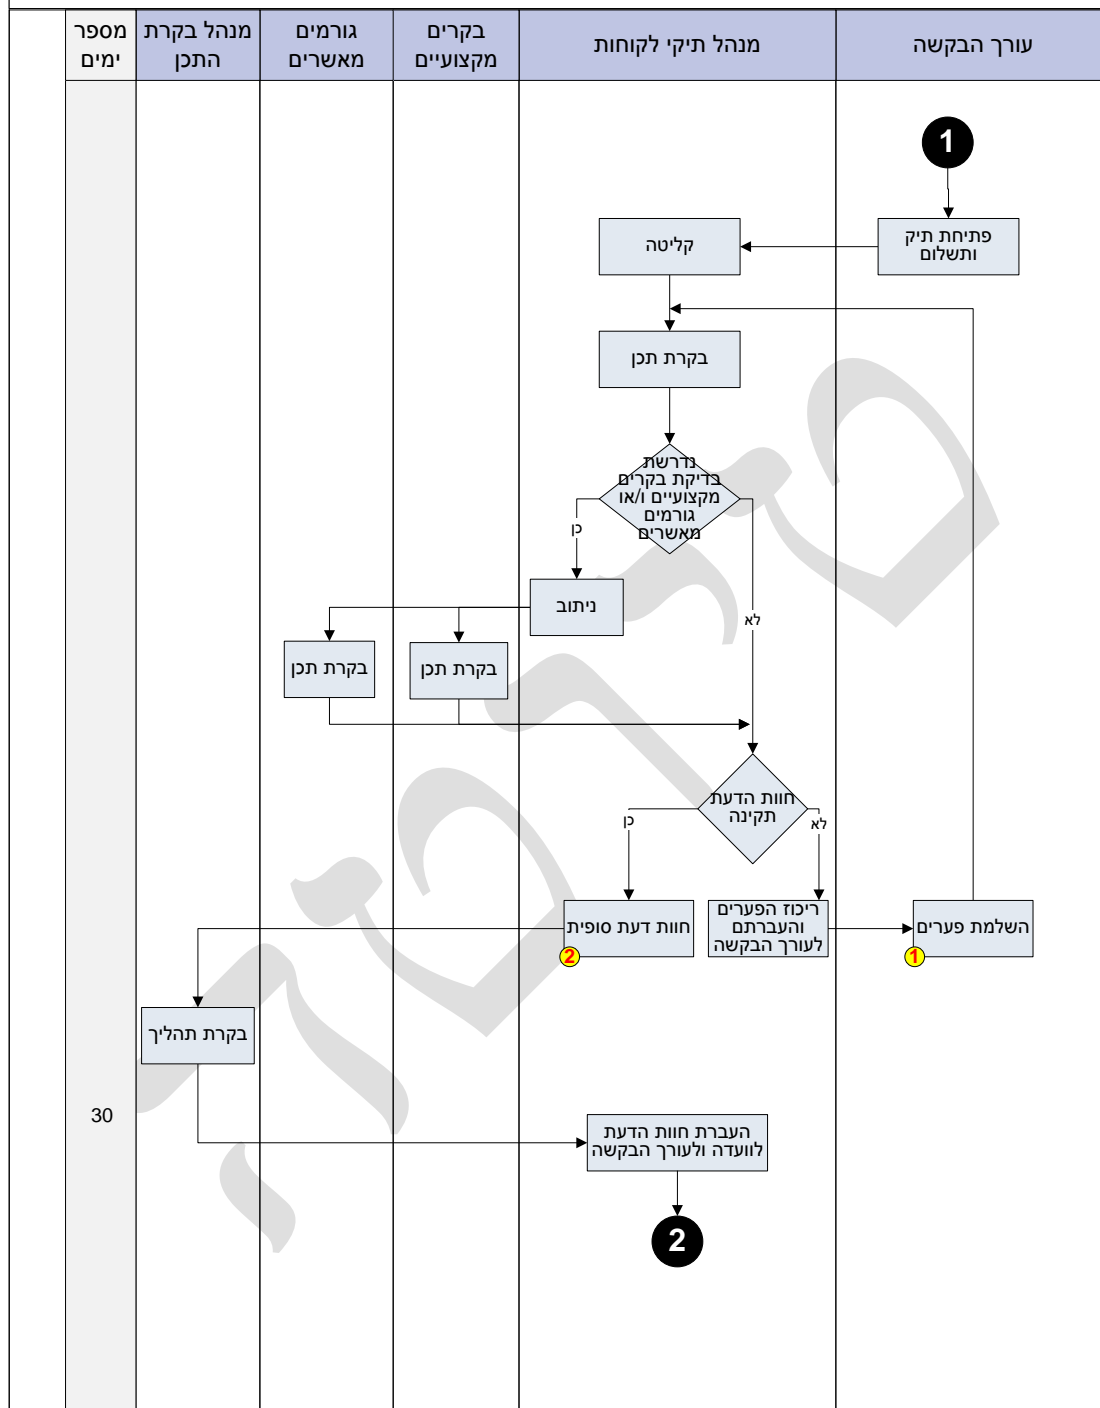 עורך הבקשה
מנהל תיקי לקוחות
בקרים
מקצועיים
גורמים
מאשרים
מנהל בקרת
התכן
מספר
ימים
1
פתיחת תיק
ותשלום
קליטה
בקרת תכן
נדרשת
בדיקת בקרים
מקצועיים ו/או
גורמים
מאשרים
כן
לא
ניתוב
בקרת תכן
בקרת תכן
חוות הדעת
תקינה
לא
כן
השלמת פערים
1
ריכוז הפערים
והעברתם
לעורך הבקשה
חוות דעת סופית
2
בקרת תהליך
30
העברת חוות הדעת
לוועדה ולעורך הבקשה
2